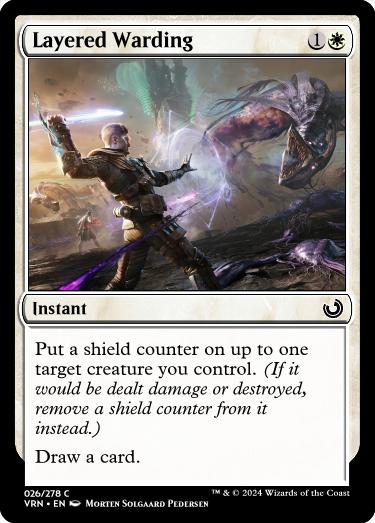 Layered Warding 1
Instant
Put a shield counter on up to one
target creature you control. (If it
would be dealt damage or destroyed,
remove a shield counter from it
instead.)
Draw a card.
026/278 C
VRN • EN Morten Solgaard Pedersen
™ & © 2024 Wizards of the Coast